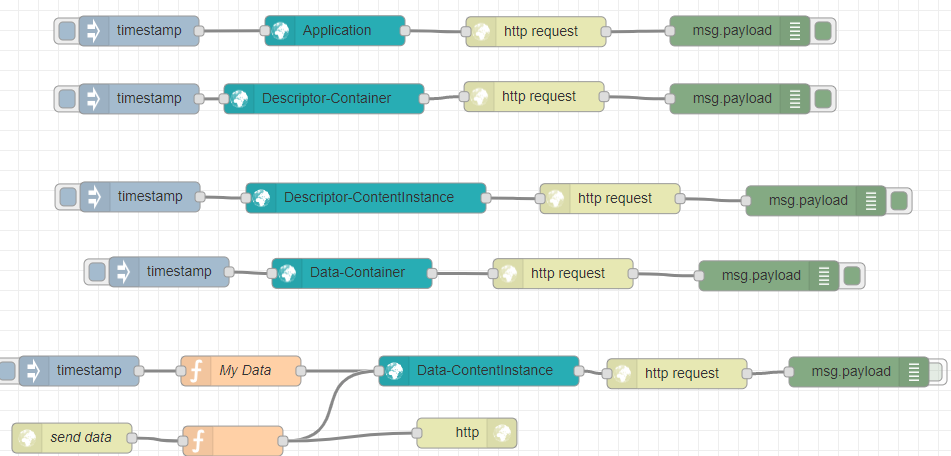 timestamp Application http request msg.payload
timestamp Descriptor-Container http request msg.payload
timestamp Descriptor-ContentInstance http request msg.payload
timestamp Data-Container http request msg.payload
timestamp f My Data Data-ContentInstance http request msg.payload
send data f http